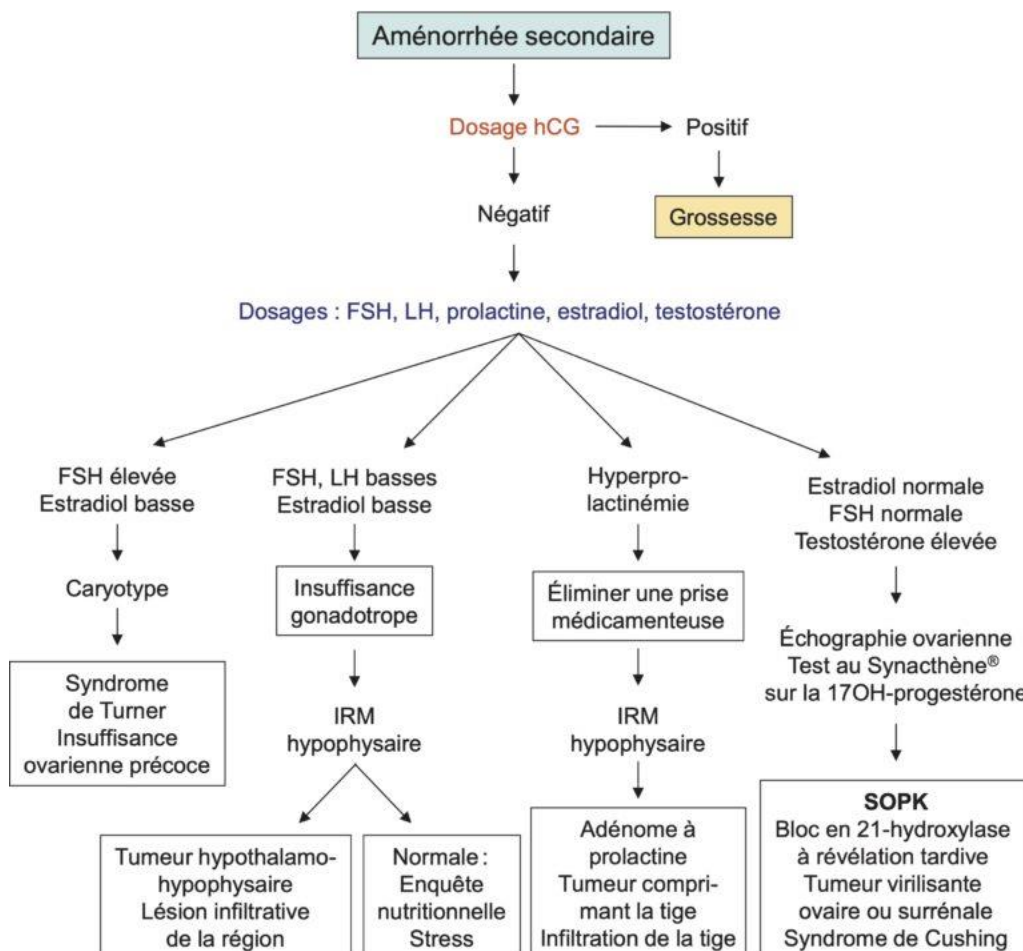 Aménorrhée secondaire
Dosage hCG
Positif
Négatif
Grossesse
Dosages : FSH, LH, prolactine, estradiol, testostérone
FSH élevée
Estradiol basse
Caryotype
Syndrome
de Turner
Insuffisance
ovarienne précoce
FSH, LH basses
Estradiol basse
Insuffisance
gonadotrope
IRM
hypophysaire
Tumeur hypothalamo-
hypophysaire
Lésion infiltrative
de la région
Normale :
Enquête
nutritionnelle
Stress
Hyperpro-
lactinémie
Éliminer une prise
médicamenteuse
IRM
hypophysaire
Adénome à
prolactine
Tumeur compri-
mant la tige
Infiltration de la tige
Estradiol normale
FSH normale
Testostérone élevée
Échographie ovarienne
Test au Synacthène®
sur la 17OH-progestérone
SOPK
Bloc en 21-hydroxylase
à révélation tardive
Tumeur virilisante
ovaire ou surrénale
Syndrome de Cushing